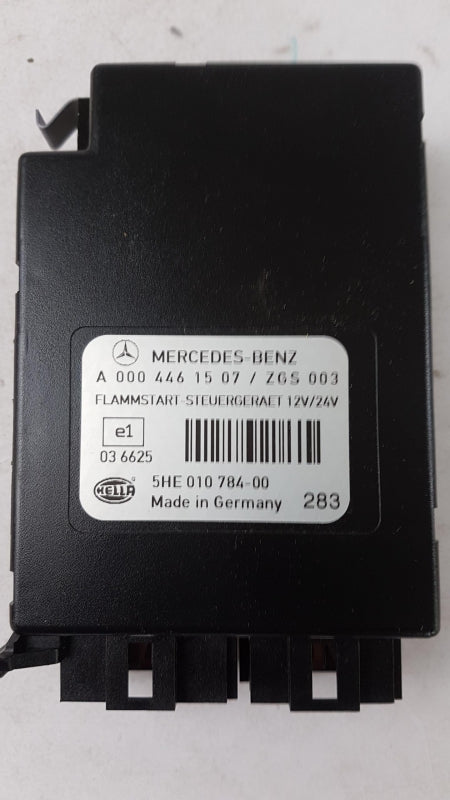 MERCEDES-BENZ
A 000 446 15 07 / ZGS 003
FLAMMSTART-STEUERGERAET 12V/24V
e1
03 6625
HELLA
5HE 010 784-00
Made in Germany
283